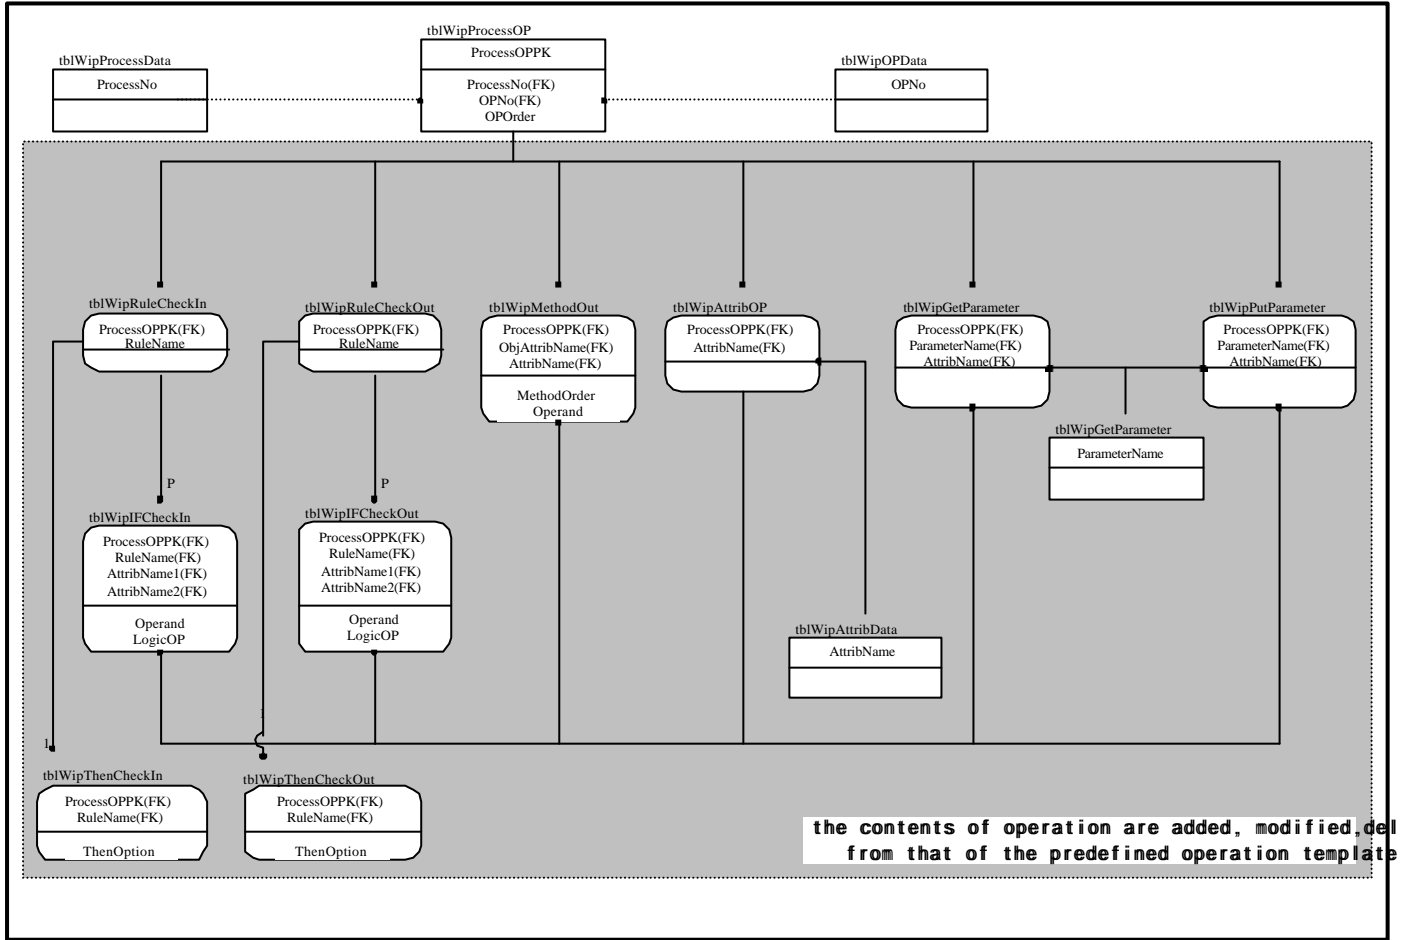 tblWipProcessOP
ProcessOPPK
ProcessNo(FK)
OPNo(FK)
OPOrder
tblWipProcessData
ProcessNo
tblWipOPData
OPNo
tblWipRuleCheckIn
ProcessOPPK(FK)
RuleName
tblWipRuleCheckOut
ProcessOPPK(FK)
RuleName
tblWipMethodOut
ProcessOPPK(FK)
ObjAttribName(FK)
AttribName(FK)
MethodOrder
Operand
tblWipAttribOP
ProcessOPPK(FK)
AttribName(FK)
tblWipGetParameter
ProcessOPPK(FK)
ParameterName(FK)
AttribName(FK)
tblWipPutParameter
ProcessOPPK(FK)
ParameterName(FK)
AttribName(FK)
tblWipGetParameter
ParameterName
P
P
tblWipIFCheckIn
ProcessOPPK(FK)
RuleName(FK)
AttribName1(FK)
AttribName2(FK)
Operand
LogicOP
tblWipIFCheckOut
ProcessOPPK(FK)
RuleName(FK)
AttribName1(FK)
AttribName2(FK)
Operand
LogicOP
tblWipAttribData
AttribName
1
1
tblWipThenCheckIn
ProcessOPPK(FK)
RuleName(FK)
ThenOption
tblWipThenCheckOut
ProcessOPPK(FK)
RuleName(FK)
ThenOption
the contents of operation are added, modified,del
from that of the predefined operation template